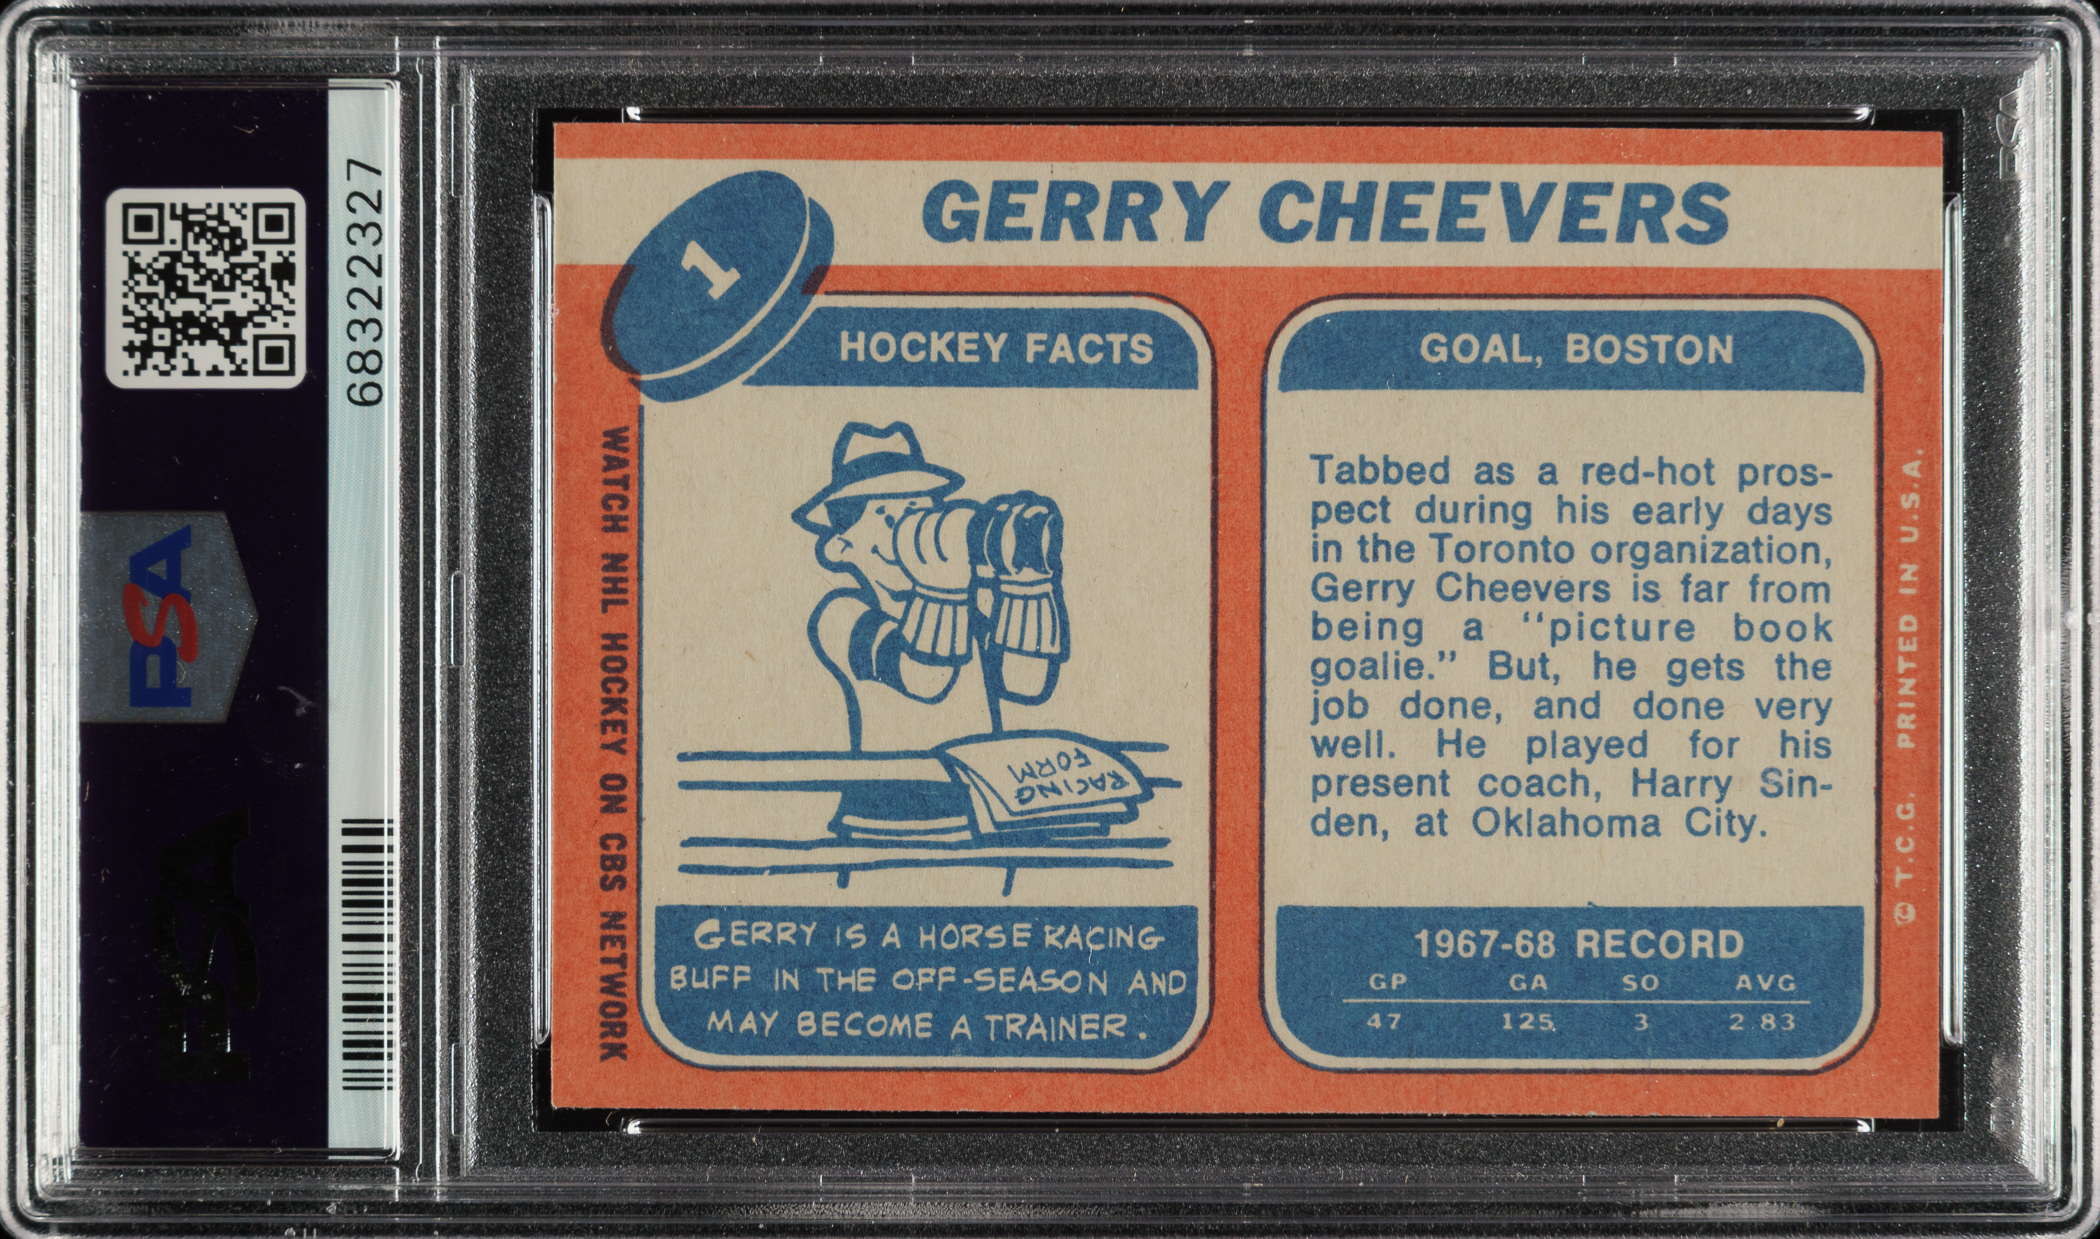 68322327
PSA
PSA
PSA
1
GERRY CHEEVERS
HOCKEY FACTS
WATCH NHL HOCKEY ON CBS NETWORK
RACING
FORM
GERRY IS A HORSE RACING
BUFF IN THE OFF-SEASON AND
MAY BECOME A TRAINER.
GOAL, BOSTON
Tabbed as a red-hot pros-
pect during his early days
in the Toronto organization,
Gerry Cheevers is far from
being a "picture book
goalie." But, he gets the
job done, and done very
well. He played for his
present coach, Harry Sin-
den, at Oklahoma City.
1967-68 RECORD
GP GA SO AVG
47 125 3 2.83
© T.C.G. PRINTED IN U.S.A.